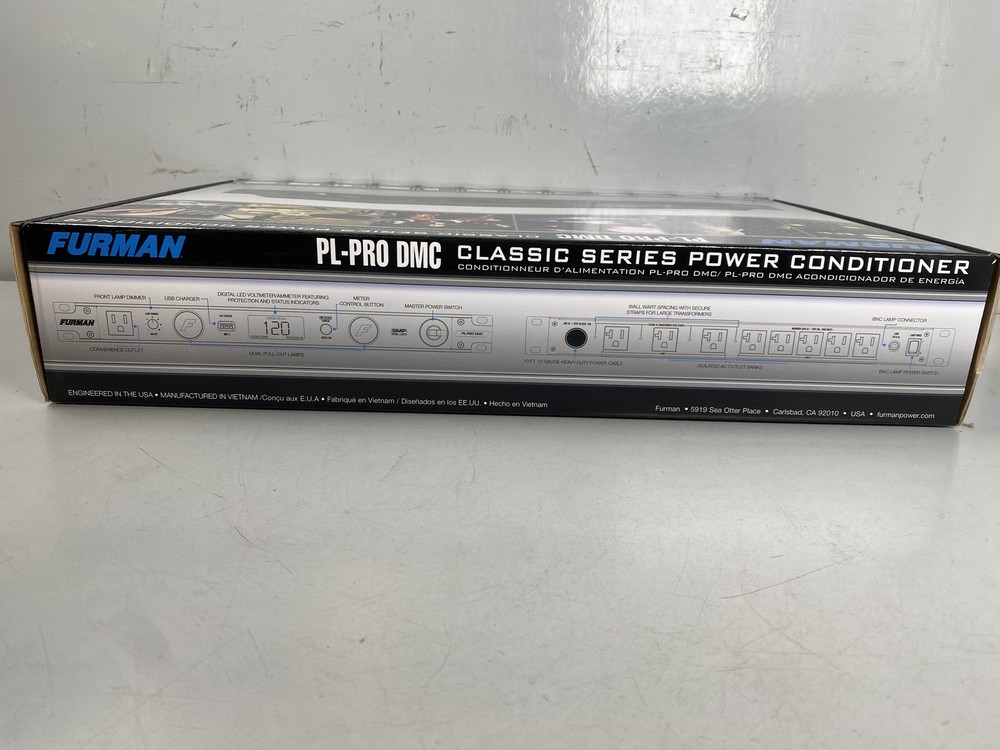 FURMAN
PL-PRO DMC CLASSIC SERIES POWER CONDITIONER
CONDITIONNEUR D'ALIMENTATION PL-PRO DMC/ PL-PRO DMC ACONDICIONADOR DE ENERGÍA
FRONT LAMP DIMMER
USB CHARGER
DIGITAL LED VOLTMETER/AMMETER FEATURING
PROTECTION AND STATUS INDICATORS
METER
CONTROL BUTTON
MASTER POWER SWITCH
FURMAN
120
SMP
PL-PRO DMC
CONVENIENCE OUTLET
DUAL PULL-OUT LAMPS
WALL WART SPACING WITH SECURE
STRAPS FOR LARGE TRANSFORMERS
BNC LAMP CONNECTOR
10 FT, 12 GAUGE HEAVY-DUTY POWER CABLE
ISOLATED AC OUTLET BANKS
BNC LAMP POWER SWITCH
ENGINEERED IN THE USA • MANUFACTURED IN VIETNAM /Conçu aux E.U.A • Fabriqué en Vietnam / Diseñados en los EE.UU. • Hecho en Vietnam
Furman • 5919 Sea Otter Place • Carlsbad, CA 92010 • USA • furmanpower.com